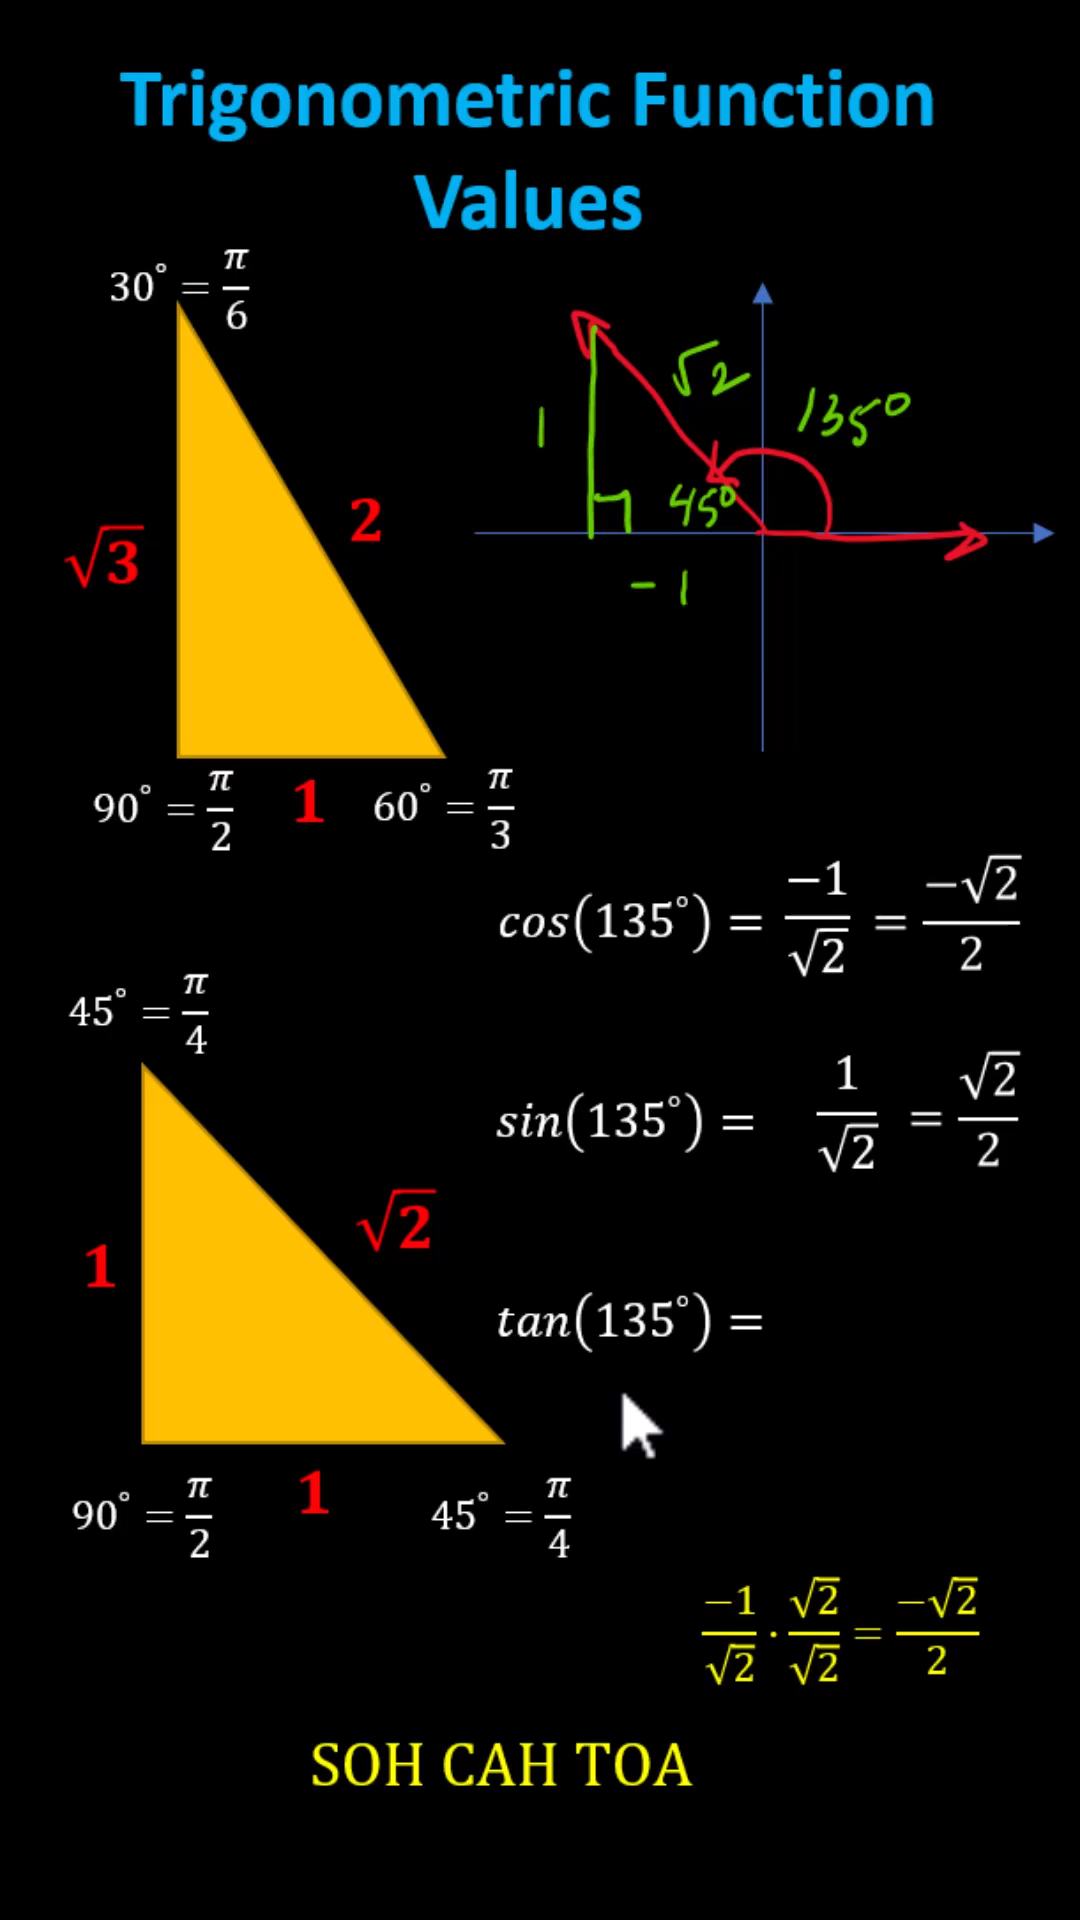 Trigonometric Function
Values
30° = π/6
√3
2
90° = π/2
1
60° = π/3
√2
135°
1
45°
-1
cos(135°) = −1/√2 = −√2/2
45° = π/4
sin(135°) = 1/√2 = √2/2
√2
1
tan(135°) =
90° = π/2
1
45° = π/4
−1/√2 · √2/√2 = −√2/2
SOH CAH TOA